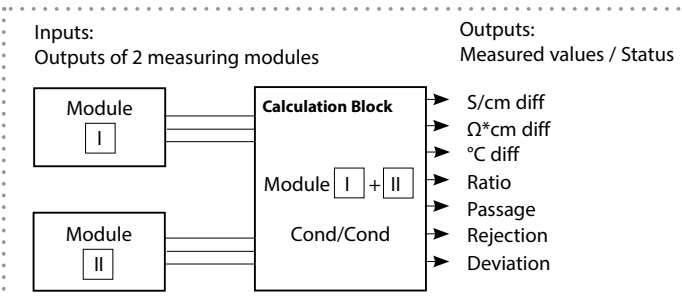 Inputs:
Outputs of 2 measuring modules
Outputs:
Measured values / Status
Module
I
Module
II
Calculation Block
Module I + II
Cond/Cond
S/cm diff
Ω*cm diff
°C diff
Ratio
Passage
Rejection
Deviation